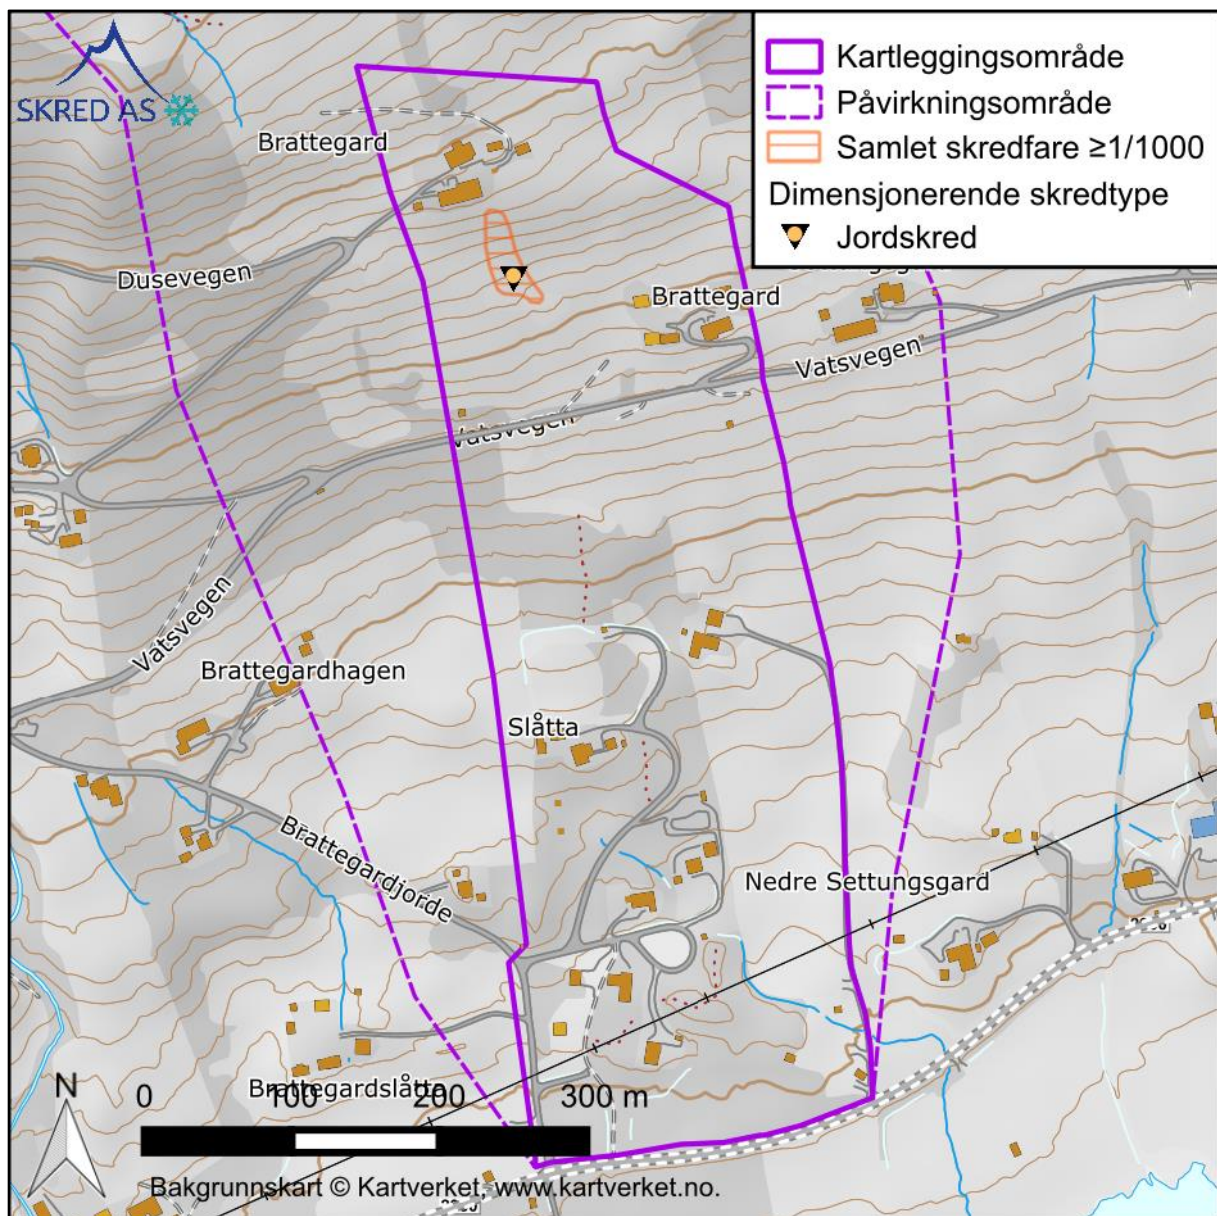 SKRED AS
Kartleggingsområde
Påvirkningsområde
Samlet skredfare ≥1/1000
Dimensjonerende skredtype
Jordskred
Brattegard
Dusevegen
Brattegard
Vatsvegen
Vatsvegen
Vatsvegen
Brattegardhagen
Slåtta
Brattegardjorde
Nedre Settungsgard
Brattegardslåtta
N
0 100 200 300 m
Bakgrunnskart © Kartverket, www.kartverket.no.